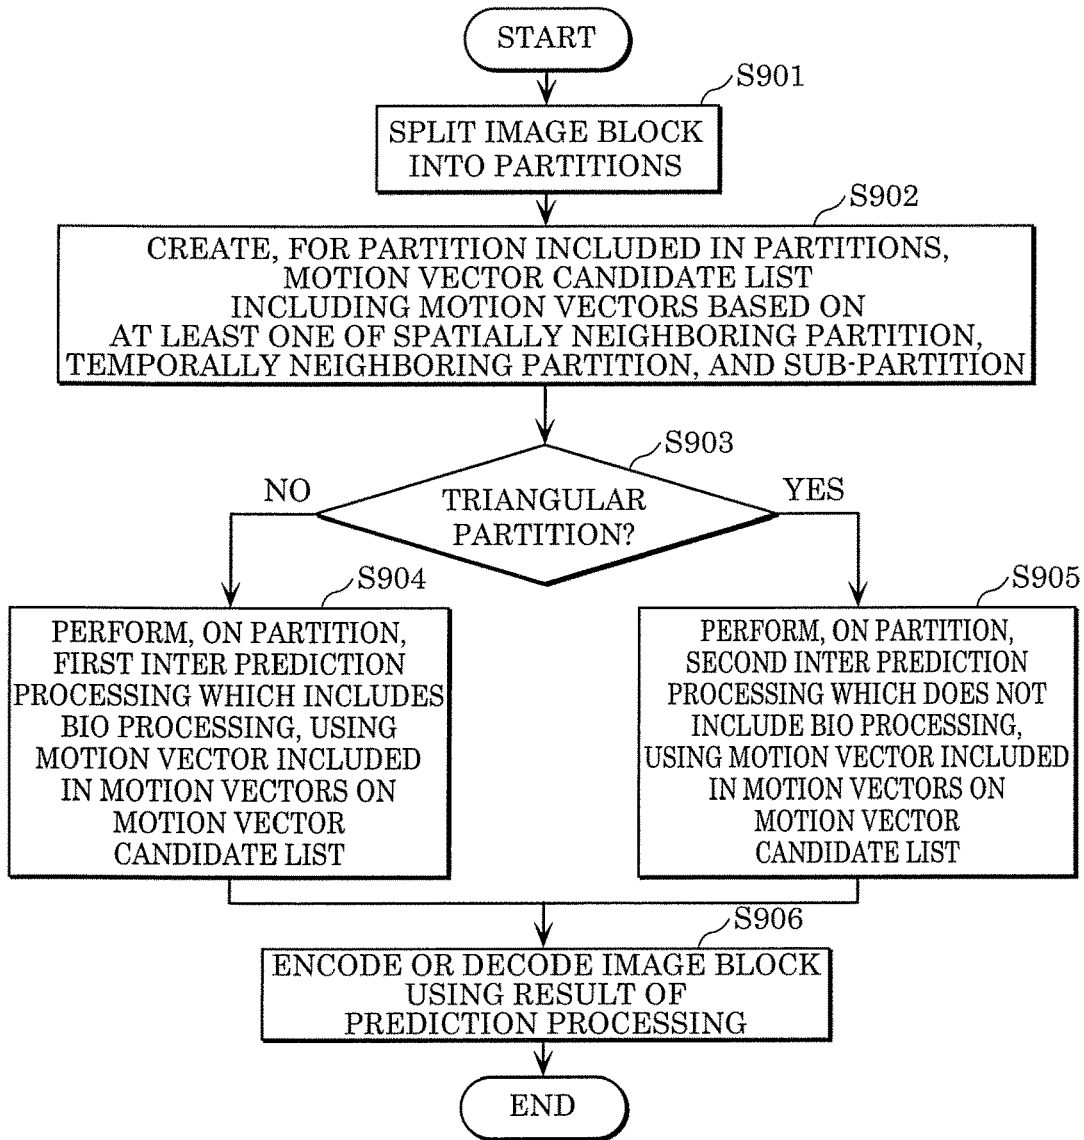 START
S901
SPLIT IMAGE BLOCK
INTO PARTITIONS
S902
CREATE, FOR PARTITION INCLUDED IN PARTITIONS,
MOTION VECTOR CANDIDATE LIST
INCLUDING MOTION VECTORS BASED ON
AT LEAST ONE OF SPATIALLY NEIGHBORING PARTITION,
TEMPORALLY NEIGHBORING PARTITION, AND SUB-PARTITION
S903
NO
TRIANGULAR
PARTITION?
YES
S904
PERFORM, ON PARTITION,
FIRST INTER PREDICTION
PROCESSING WHICH INCLUDES
BIO PROCESSING, USING
MOTION VECTOR INCLUDED
IN MOTION VECTORS ON
MOTION VECTOR
CANDIDATE LIST
S905
PERFORM, ON PARTITION,
SECOND INTER PREDICTION
PROCESSING WHICH DOES NOT
INCLUDE BIO PROCESSING,
USING MOTION VECTOR INCLUDED
IN MOTION VECTORS ON
MOTION VECTOR
CANDIDATE LIST
S906
ENCODE OR DECODE IMAGE BLOCK
USING RESULT OF
PREDICTION PROCESSING
END